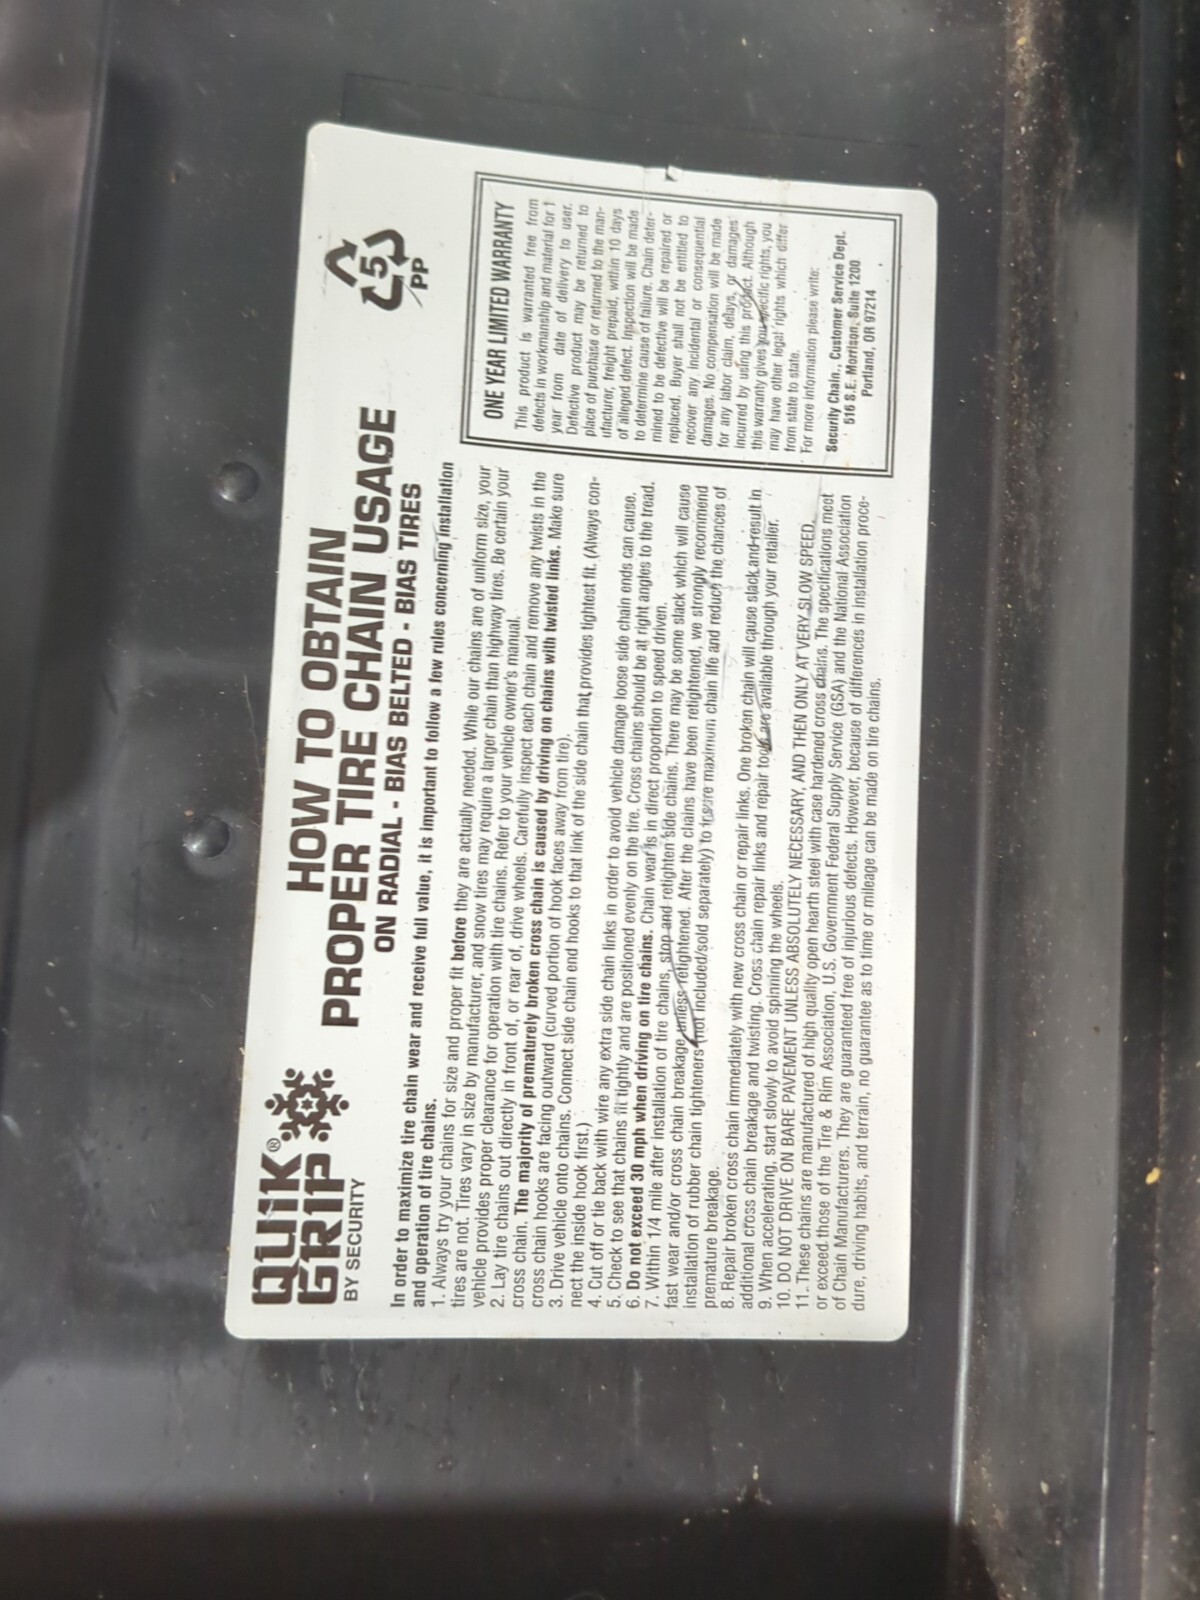 QUIK GRIP®
BY SECURITY
HOW TO OBTAIN
PROPER TIRE CHAIN USAGE
ON RADIAL - BIAS BELTED - BIAS TIRES
5
PP
In order to maximize tire chain wear and receive full value, it is important to follow a few rules concerning installation
and operation of tire chains.
1. Always try your chains for size and proper fit before they are actually needed. While our chains are of uniform size, your
tires are not. Tires vary in size by manufacturer, and snow tires may require a larger chain than highway tires. Be certain your
vehicle provides proper clearance for operation with tire chains. Refer to your vehicle owner's manual.
2. Lay tire chains out directly in front of, or rear of, drive wheels. Carefully inspect each chain and remove any twists in the
cross chain. The majority of prematurely broken cross chain is caused by driving on chains with twisted links. Make sure
cross chain hooks are facing outward (curved portion of hook faces away from tire).
3. Drive vehicle onto chains. Connect side chain end hooks to that link of the side chain that provides tightest fit, (Always con-
nect the inside hook first.)
4. Cut off or tie back with wire any extra side chain links in order to avoid vehicle damage loose side chain ends can cause.
5. Check to see that chains fit tightly and are positioned evenly on the tire. Cross chains should be at right angles to the tread.
6. Do not exceed 30 mph when driving on tire chains. Chain wear is in direct proportion to speed driven.
7. Within 1/4 mile after installation of tire chains, stop and retighten side chains. There may be some slack which will cause
fast wear and/or cross chain breakage unless retightened. After the chains have been retightened, we strongly recommend
installation of rubber chain tighteners (not included/sold separately) to insure maximum chain life and reduce the chances of
premature breakage.
8. Repair broken cross chain immediately with new cross chain or repair links. One broken chain will cause slack and result in
additional cross chain breakage and twisting. Cross chain repair links and repair tools are available through your retailer.
9. When accelerating, start slowly to avoid spinning the wheels.
10. DO NOT DRIVE ON BARE PAVEMENT UNLESS ABSOLUTELY NECESSARY, AND THEN ONLY AT VERY SLOW SPEED.
11. These chains are manufactured of high quality open hearth steel with case hardened cross chains. The specifications meet
or exceed those of the Tire & Rim Association, U.S. Government Federal Supply Service (GSA) and the National Association
of Chain Manufacturers. They are guaranteed free of injurious defects. However, because of differences in installation proce-
dure, driving habits, and terrain, no guarantee as to time or mileage can be made on tire chains.
ONE YEAR LIMITED WARRANTY
This product is warranted free from
defects in workmanship and material for 1
year from date of delivery to user.
Defective product may be returned to
place of purchase or returned to the man-
ufacturer, freight prepaid, within 10 days
of alleged defect. Inspection will be made
to determine cause of failure. Chain deter-
mined to be defective will be repaired or
replaced. Buyer shall not be entitled to
recover any incidental or consequential
damages. No compensation will be made
for any labor claim, delays, or damages
incurred by using this product. Although
this warranty gives you specific rights, you
may have other legal rights which differ
from state to state.
For more information please write:
Security Chain., Customer Service Dept.
516 S.E. Morrison, Suite 1200
Portland, OR 97214